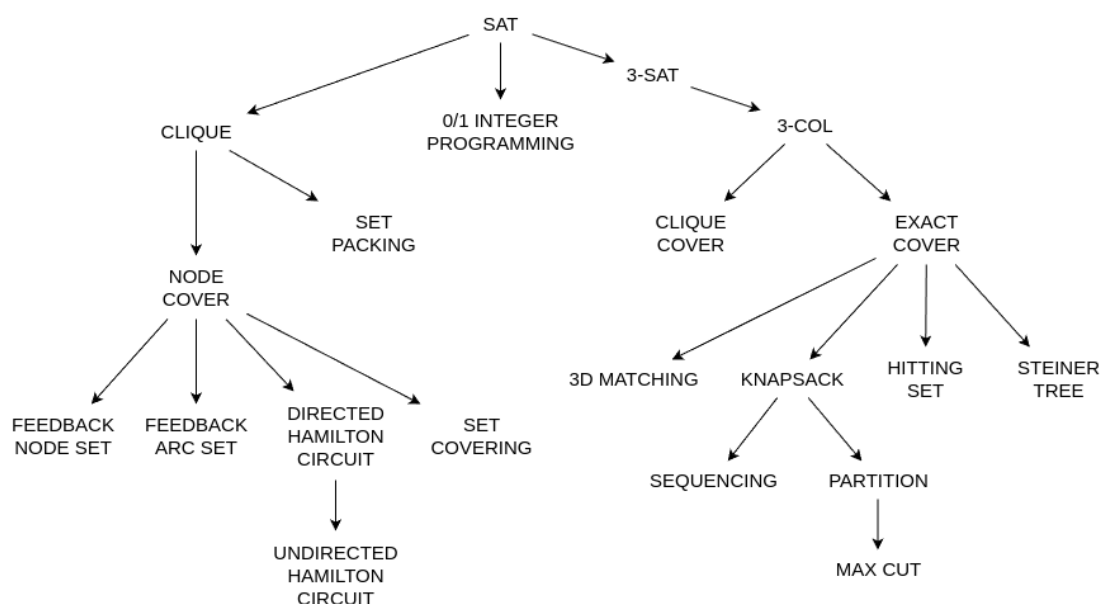 SAT
3-SAT
0/1 INTEGER
PROGRAMMING
CLIQUE
3-COL
SET
PACKING
CLIQUE
COVER
EXACT
COVER
NODE
COVER
3D MATCHING
KNAPSACK
HITTING
SET
STEINER
TREE
FEEDBACK
NODE SET
FEEDBACK
ARC SET
DIRECTED
HAMILTON
CIRCUIT
SET
COVERING
SEQUENCING
PARTITION
UNDIRECTED
HAMILTON
CIRCUIT
MAX CUT